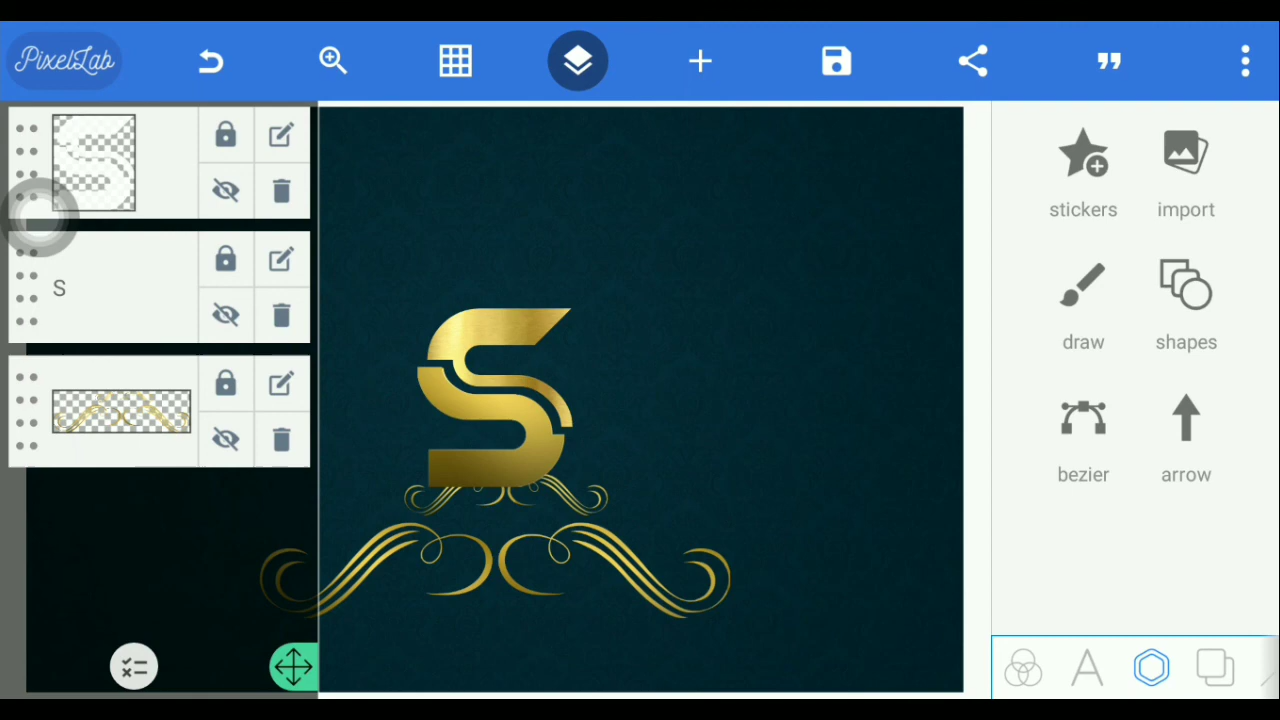 PixelLab
stickers
import
S
draw
shapes
S
bezier
arrow